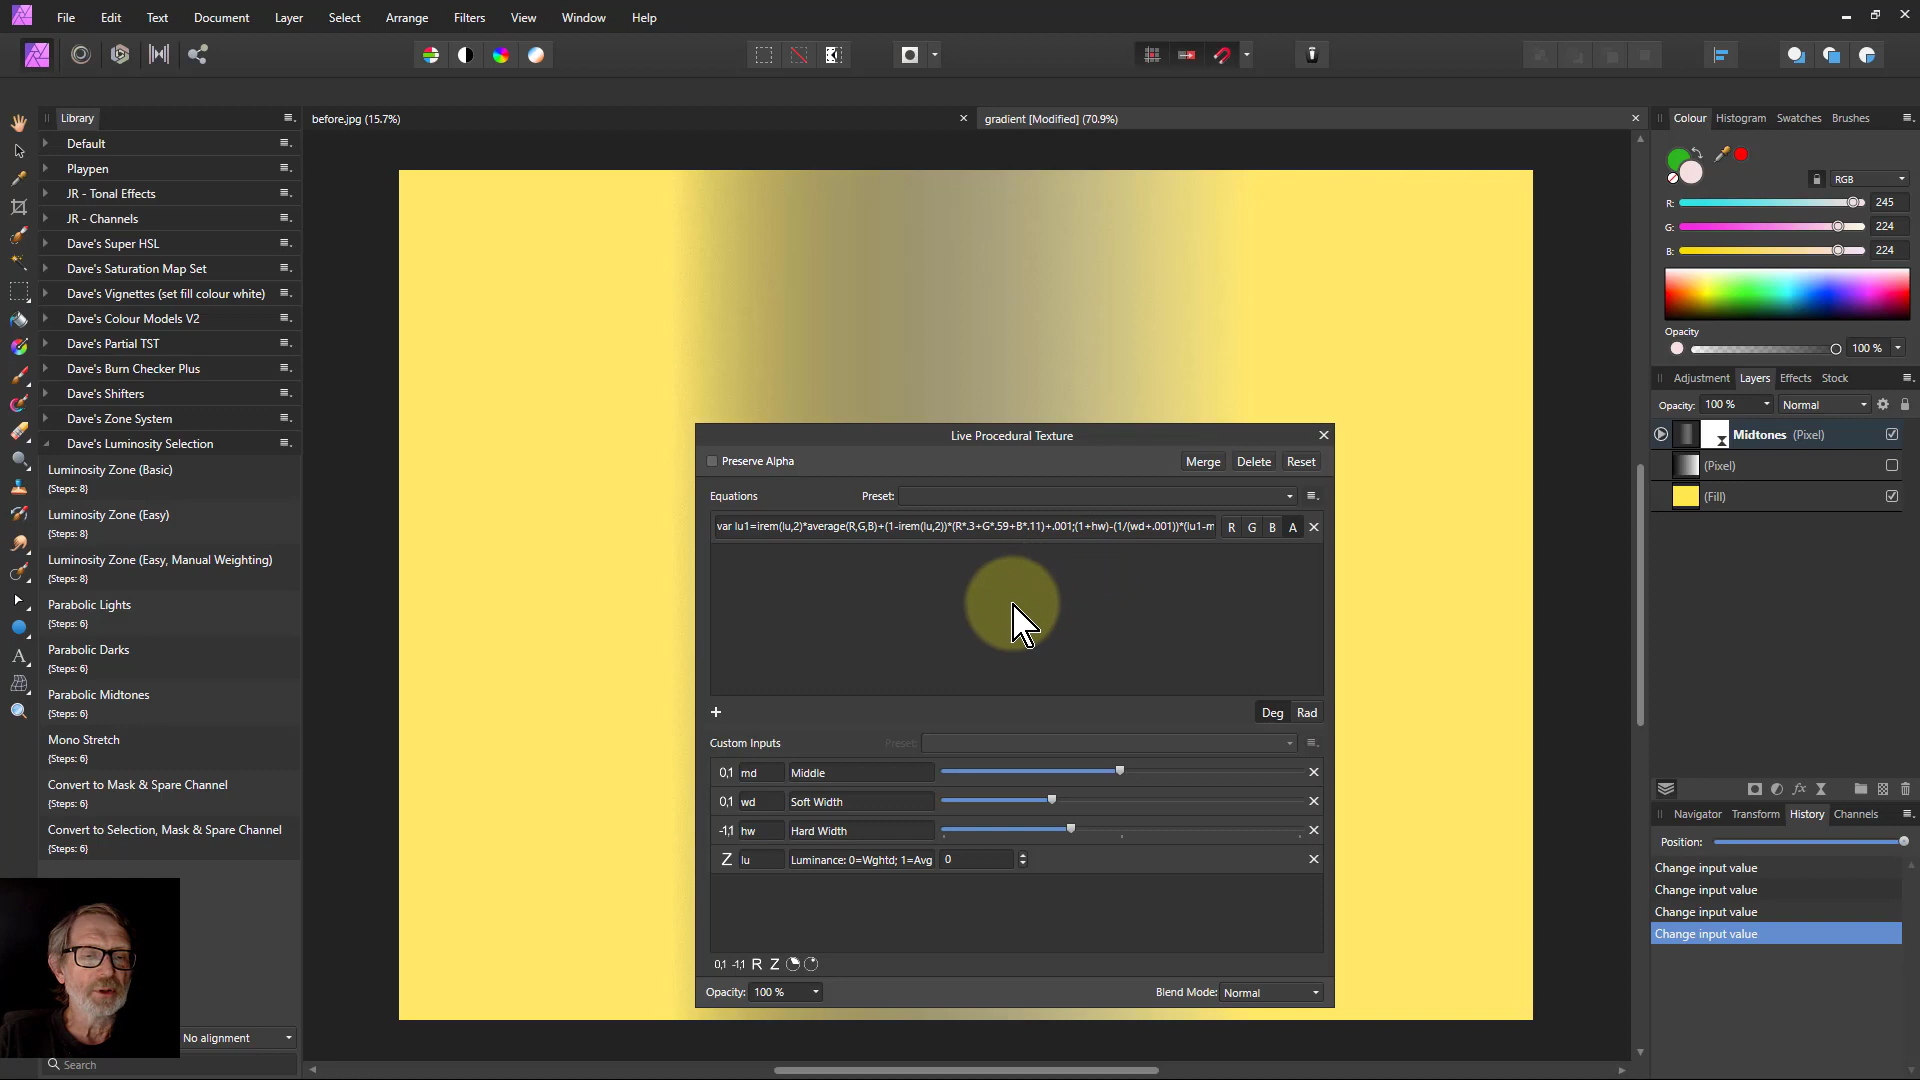 File Edit Text Document Layer Select Arrange Filters View Window Help
Library
before.jpg (15.7%)
gradient [Modified] (70.9%)
Colour Histogram Swatches Brushes
Default
Playpen
JR - Tonal Effects
JR - Channels
Dave's Super HSL
Dave's Saturation Map Set
Dave's Vignettes (set fill colour white)
Dave's Colour Models V2
Dave's Partial TST
Dave's Burn Checker Plus
Dave's Shifters
Dave's Zone System
Dave's Luminosity Selection
Luminosity Zone (Basic)
{Steps: 8}
Luminosity Zone (Easy)
{Steps: 8}
Luminosity Zone (Easy, Manual Weighting)
{Steps: 8}
Parabolic Lights
{Steps: 6}
Parabolic Darks
{Steps: 6}
Parabolic Midtones
{Steps: 6}
Mono Stretch
{Steps: 6}
Convert to Mask & Spare Channel
{Steps: 6}
Convert to Selection, Mask & Spare Channel
{Steps: 6}
No alignment
Search
Live Procedural Texture
Preserve Alpha
Merge Delete Reset
Equations Preset:
var lu1=irem(lu,2)*average(R,G,B)+(1-irem(lu,2))*(R*.3+G*.59+B*.11)+.001;(1+hw)-(1/(wd+.001))*(lu1-m R G B A
Deg Rad
Custom Inputs Preset:
0,1 md Middle
0,1 wd Soft Width
-1,1 hw Hard Width
Z lu Luminance: 0=Wghtd; 1=Avg 0
0,1 -1,1 R Z
Opacity: 100 % Blend Mode: Normal
RGB
R: 245
G: 224
B: 224
Opacity
100 %
Adjustment Layers Effects Stock
Opacity: 100 % Normal
Midtones (Pixel)
(Pixel)
(Fill)
Navigator Transform History Channels
Position:
Change input value
Change input value
Change input value
Change input value